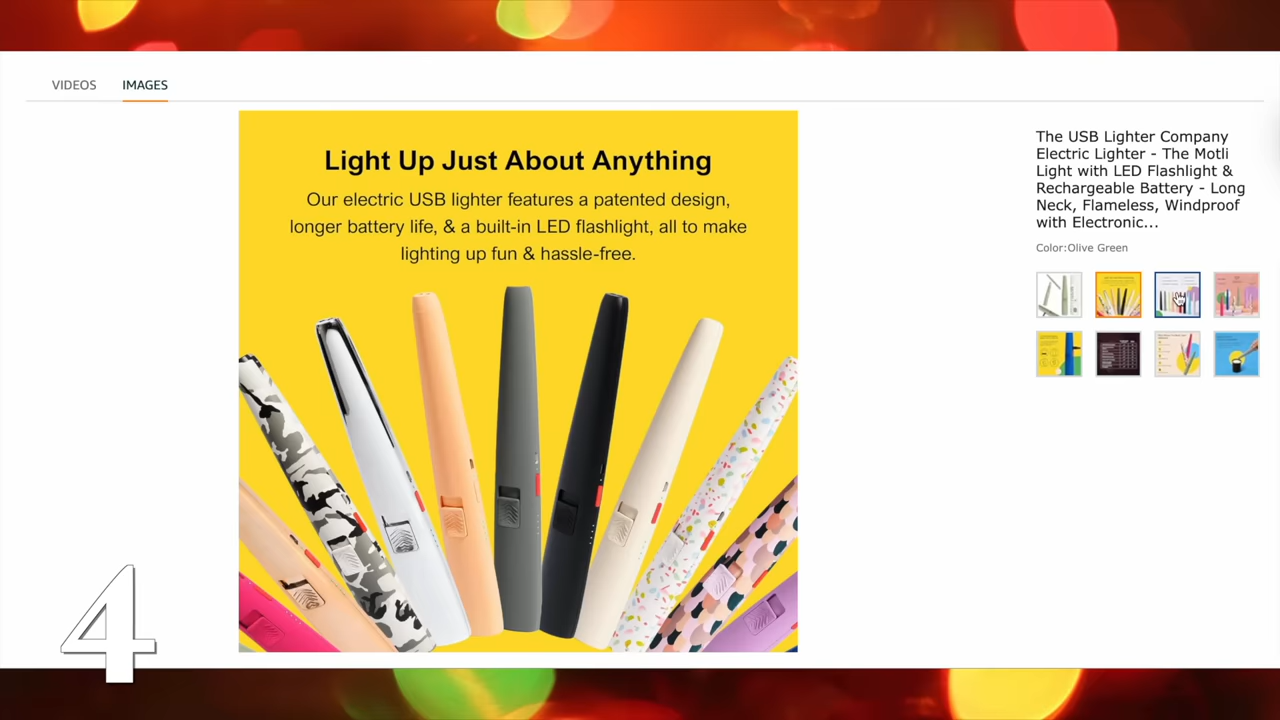 VIDEOS
IMAGES
Light Up Just About Anything
Our electric USB lighter features a patented design,
longer battery life, & a built-in LED flashlight, all to make
lighting up fun & hassle-free.
The USB Lighter Company
Electric Lighter - The Motli
Light with LED Flashlight &
Rechargeable Battery - Long
Neck, Flameless, Windproof
with Electronic...
Color:Olive Green
4